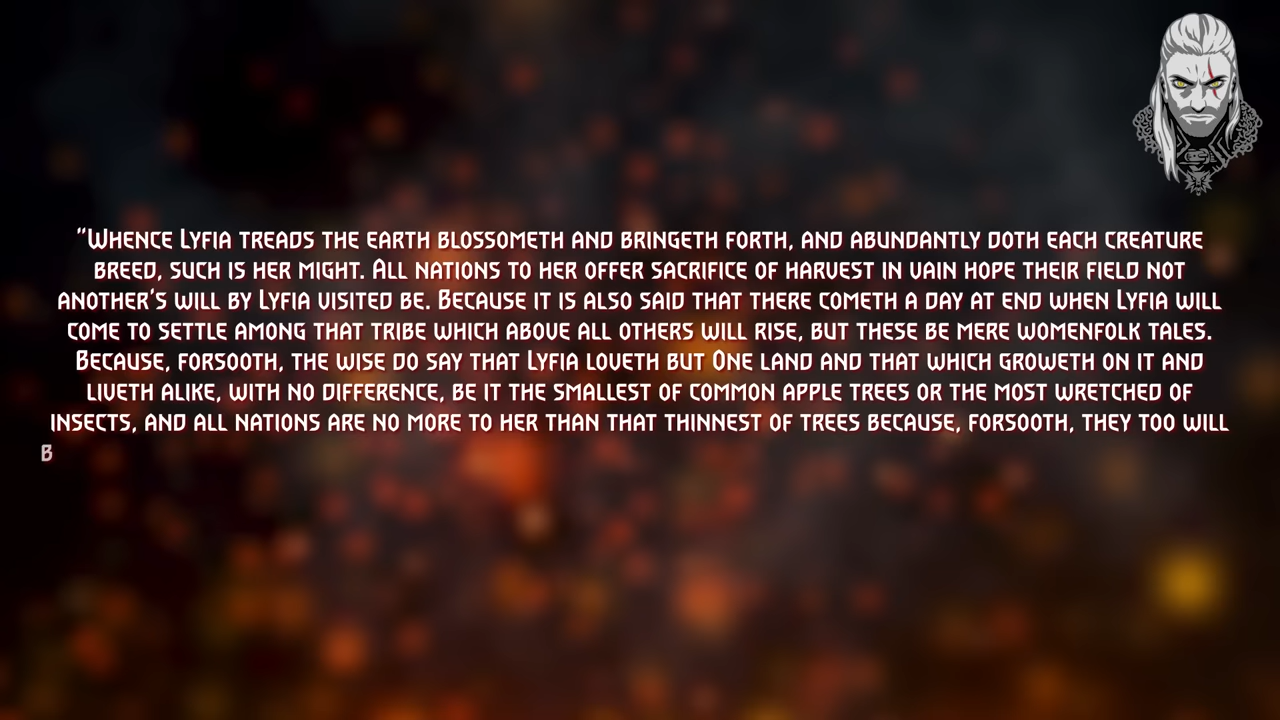 "Whence Lyfia treads the earth blossometh and bringeth forth, and abundantly doth each creature
breed, such is her might. All nations to her offer sacrifice of harvest in vain hope their field not
another's will by Lyfia visited be. Because it is also said that there cometh a day at end when Lyfia will
come to settle among that tribe which above all others will rise, but these be mere womenfolk tales.
Because, forsooth, the wise do say that Lyfia loveth but One land and that which groweth on it and
liveth alike, with no difference, be it the smallest of common apple trees or the most wretched of
insects, and all nations are no more to her than that thinnest of trees because, forsooth, they too will
b